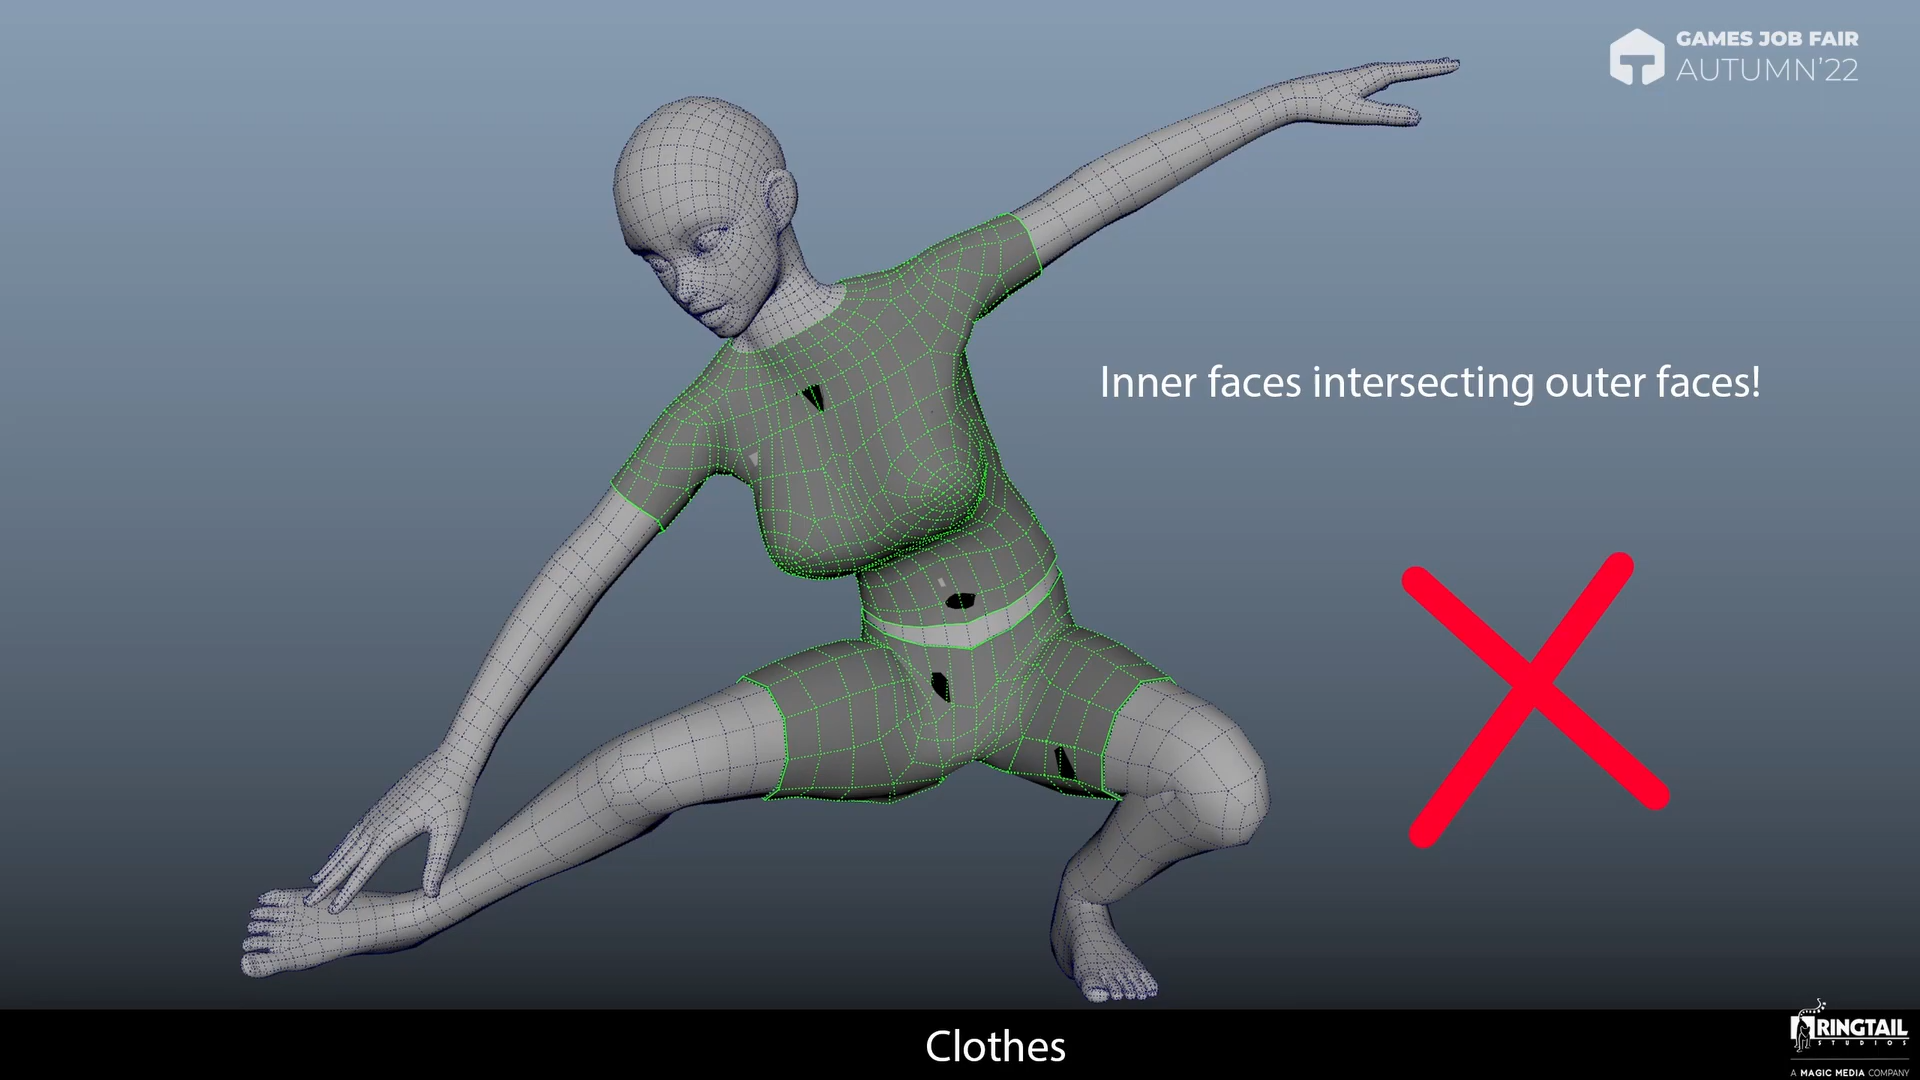 GAMES JOB FAIR
AUTUMN'22
Inner faces intersecting outer faces!
Clothes
RINGTAIL
STUDIOS
A MAGIC MEDIA COMPANY